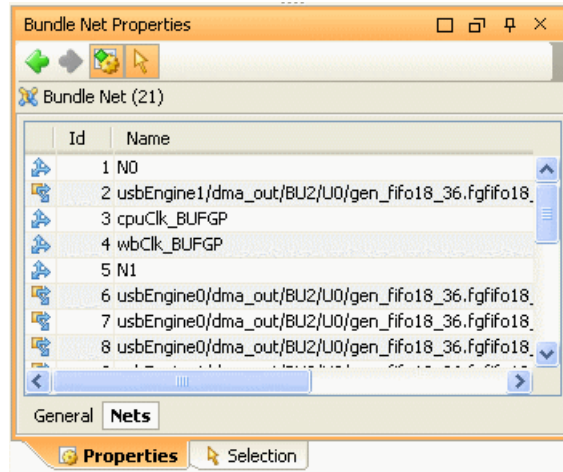 Bundle Net Properties
Bundle Net (21)
Id Name
1 N0
2 usbEngine1/dma_out/BU2/U0/gen_fifo18_36.fgfifo18_
3 cpuClk_BUFGP
4 wbClk_BUFGP
5 N1
6 usbEngine0/dma_out/BU2/U0/gen_fifo18_36.fgfifo18_
7 usbEngine0/dma_out/BU2/U0/gen_fifo18_36.fgfifo18_
8 usbEngine0/dma_out/BU2/U0/gen_fifo18_36.fgfifo18_
General Nets
Properties Selection